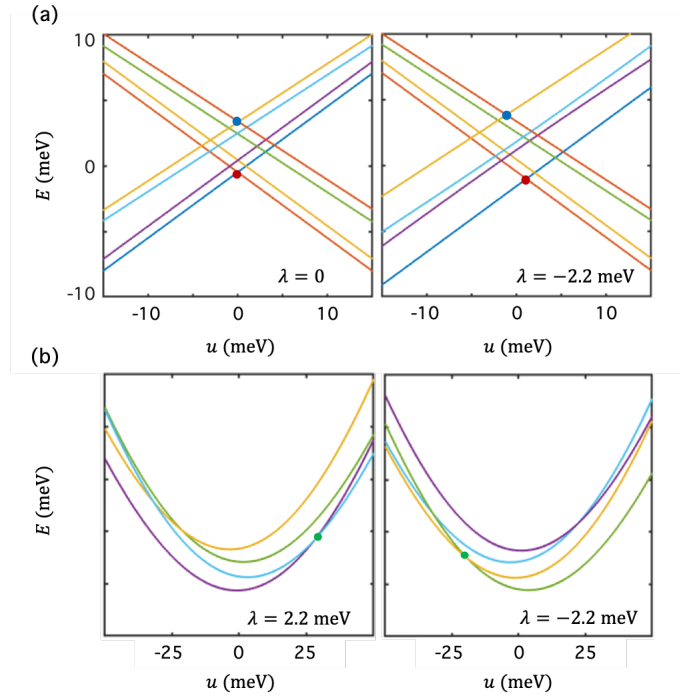 (a)
10
0
-10
E (meV)
λ = 0
λ = −2.2 meV
-10 0 10
-10 0 10
u (meV)
u (meV)
(b)
E (meV)
λ = 2.2 meV
λ = −2.2 meV
-25 0 25
-25 0 25
u (meV)
u (meV)